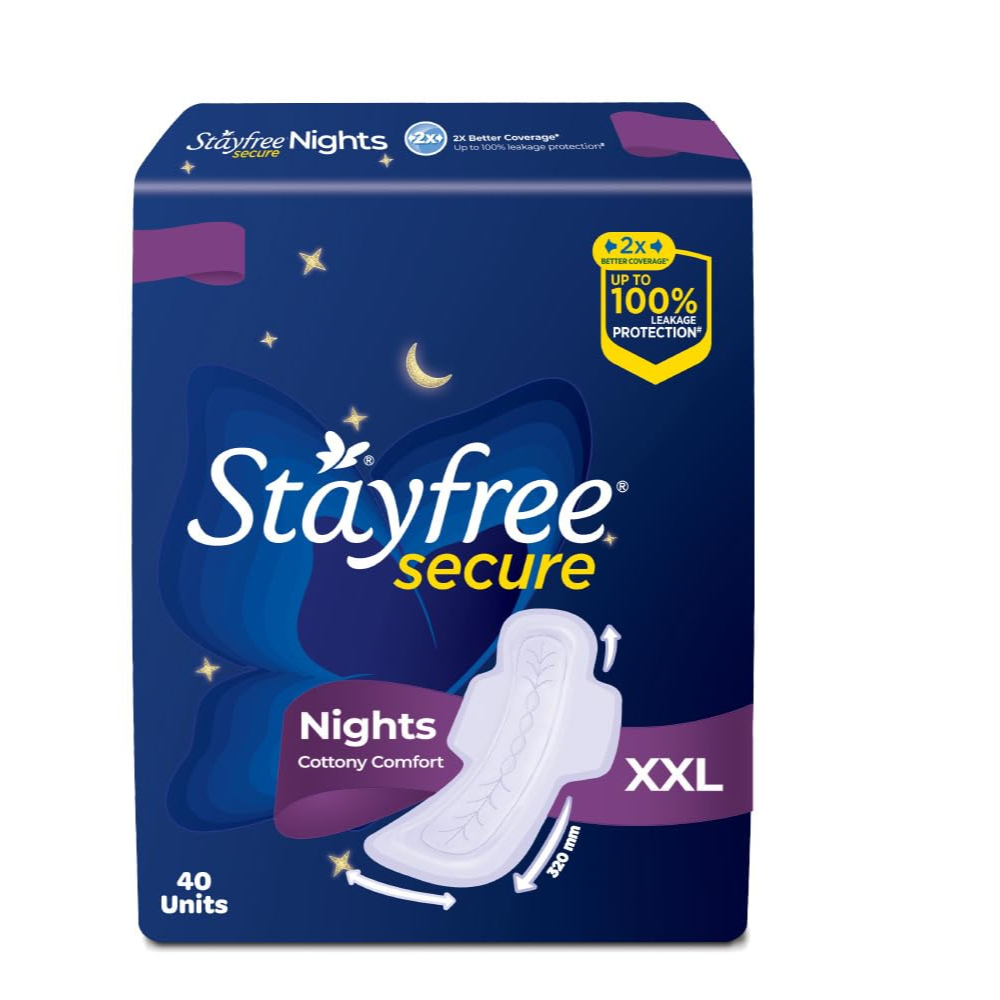 Stayfree Nights
secure
2x
2X Better Coverage*
Up to 100% leakage protection#
2x
BETTER COVERAGE*
UP TO
100%
LEAKAGE
PROTECTION#
Stayfree®
secure
Nights
Cottony Comfort
XXL
320 mm
40
Units